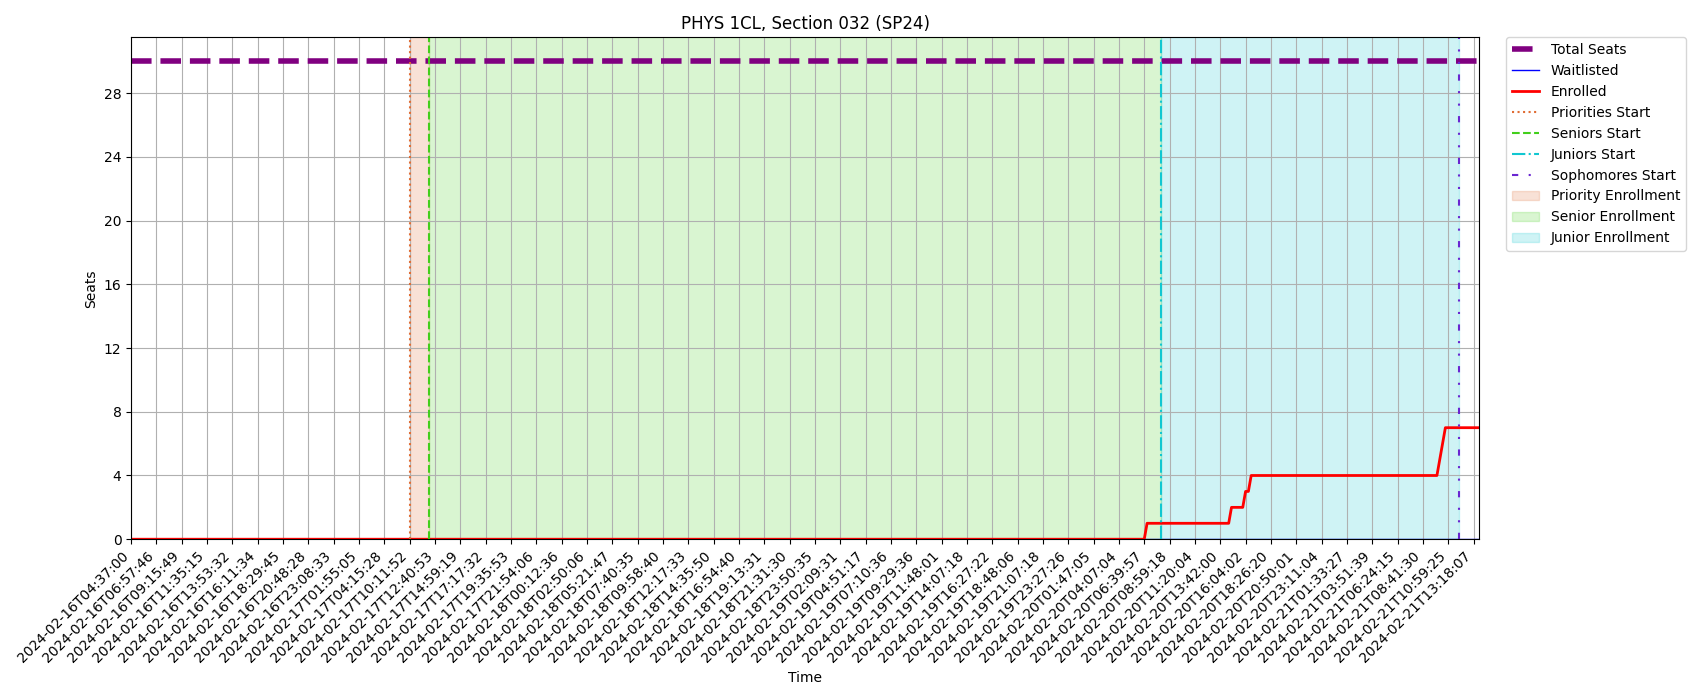 PHYS 1CL, Section 032 (SP24)
Total Seats
Waitlisted
Enrolled
Priorities Start
Seniors Start
Juniors Start
Sophomores Start
Priority Enrollment
Senior Enrollment
Junior Enrollment
Seats
28
24
20
16
12
8
4
0
2024-02-16T04:37:00
2024-02-16T06:57:46
2024-02-16T09:15:49
2024-02-16T11:35:15
2024-02-16T13:53:32
2024-02-16T16:11:34
2024-02-16T18:29:45
2024-02-16T20:48:28
2024-02-16T23:08:33
2024-02-17T01:55:05
2024-02-17T04:15:28
2024-02-17T10:11:52
2024-02-17T12:40:53
2024-02-17T14:59:19
2024-02-17T17:17:32
2024-02-17T19:35:53
2024-02-17T21:54:06
2024-02-18T00:12:36
2024-02-18T02:50:06
2024-02-18T05:21:47
2024-02-18T07:40:35
2024-02-18T09:58:40
2024-02-18T12:17:33
2024-02-18T14:35:50
2024-02-18T16:54:40
2024-02-18T19:13:31
2024-02-18T21:31:30
2024-02-18T23:50:35
2024-02-19T02:09:31
2024-02-19T04:51:17
2024-02-19T07:10:36
2024-02-19T09:29:36
2024-02-19T11:48:01
2024-02-19T14:07:18
2024-02-19T16:27:22
2024-02-19T18:48:06
2024-02-19T21:07:18
2024-02-19T23:27:26
2024-02-20T01:47:05
2024-02-20T04:07:04
2024-02-20T06:39:57
2024-02-20T08:59:18
2024-02-20T11:20:04
2024-02-20T13:42:00
2024-02-20T16:04:02
2024-02-20T18:26:20
2024-02-20T20:50:01
2024-02-20T23:11:04
2024-02-21T01:33:27
2024-02-21T03:51:39
2024-02-21T06:24:15
2024-02-21T08:41:30
2024-02-21T10:59:25
2024-02-21T13:18:07
Time